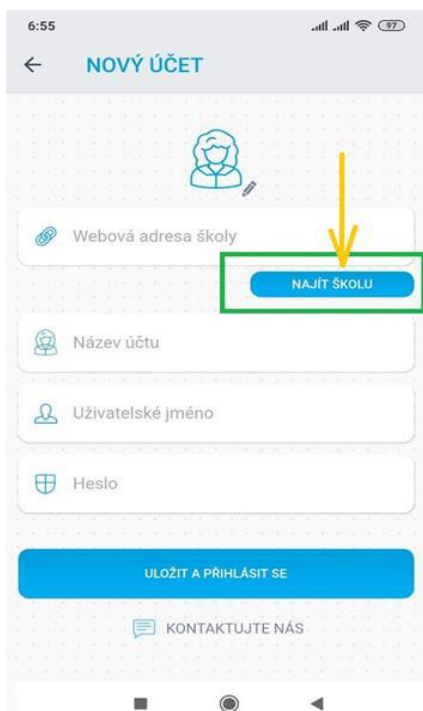 6:55
97
NOVÝ ÚČET
Webová adresa školy
NAJÍT ŠKOLU
Název účtu
Uživatelské jméno
Heslo
ULOŽIT A PŘIHLÁSIT SE
KONTAKTUJTE NÁS